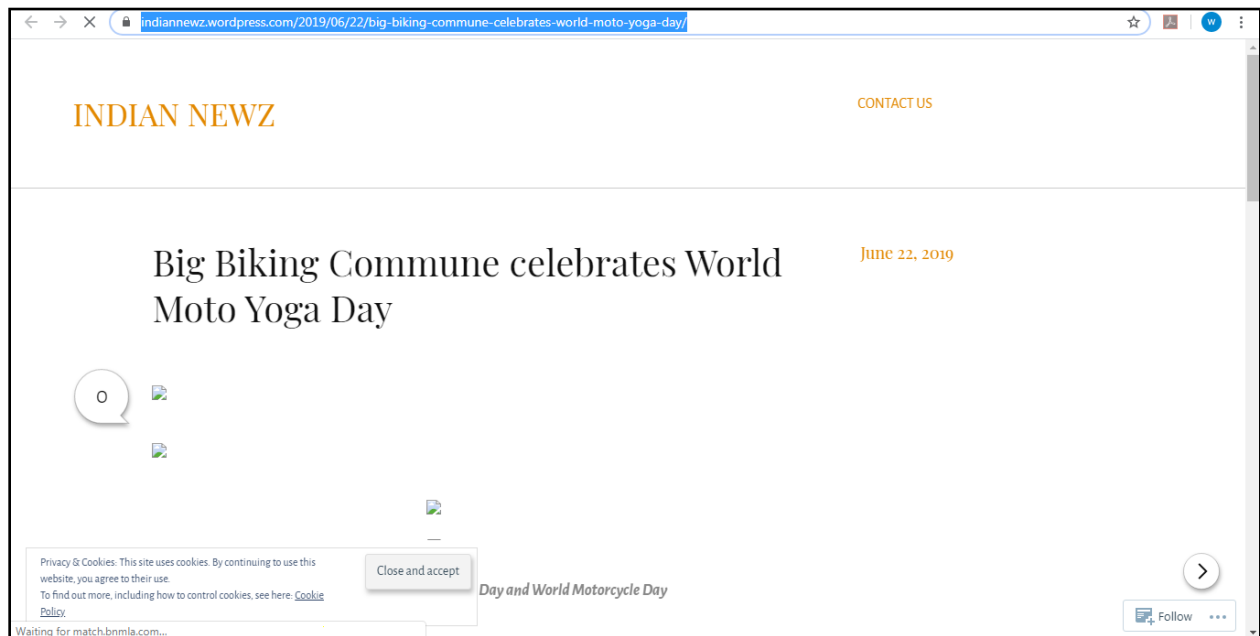 indiannewz.wordpress.com/2019/06/22/big-biking-commune-celebrates-world-moto-yoga-day/
W
INDIAN NEWZ
CONTACT US
Big Biking Commune celebrates World
Moto Yoga Day
June 22, 2019
0
Privacy & Cookies: This site uses cookies. By continuing to use this
website, you agree to their use.
To find out more, including how to control cookies, see here: Cookie
Policy
Close and accept
Day and World Motorcycle Day
Follow
Waiting for match.bnmla.com...